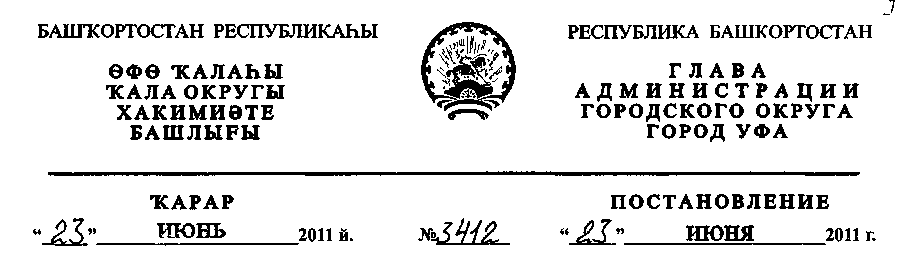 БАШҠОРТОСТАН РЕСПУБЛИКАҺЫ
ӨФӨ ҠАЛАҺЫ
ҠАЛА ОКРУГЫ
ХАКИМИӘТЕ
БАШЛЫҒЫ
РЕСПУБЛИКА БАШКОРТОСТАН
ГЛАВА
АДМИНИСТРАЦИИ
ГОРОДСКОГО ОКРУГА
ГОРОД УФА
ҠАРАР
ПОСТАНОВЛЕНИЕ
“23” ИЮНЬ 2011 й. №3412 “23” ИЮНЯ 2011 г.